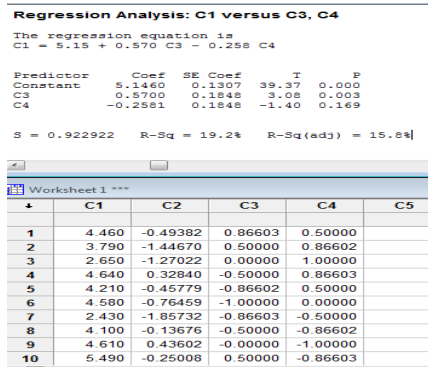 Regression Analysis: C1 versus C3, C4
The regression equation is
C1 = 5.15 + 0.570 C3 - 0.258 C4
Predictor Coef SE Coef T P
Constant 5.1460 0.1307 39.37 0.000
C3 0.5700 0.1848 3.08 0.003
C4 -0.2581 0.1848 -1.40 0.169
S = 0.922922 R-Sq = 19.2% R-Sq(adj) = 15.8%
Worksheet 1 ***
C1 C2 C3 C4 C5
1 4.460 -0.49382 0.86603 0.50000
2 3.790 -1.44670 0.50000 0.86602
3 2.650 -1.27022 0.00000 1.00000
4 4.640 0.32840 -0.50000 0.86603
5 4.210 -0.45779 -0.86602 0.50000
6 4.580 -0.76459 -1.00000 0.00000
7 2.430 -1.85732 -0.86603 -0.50000
8 4.100 -0.13676 -0.50000 -0.86602
9 4.610 0.43602 -0.00000 -1.00000
10 5.490 -0.25008 0.50000 -0.86603